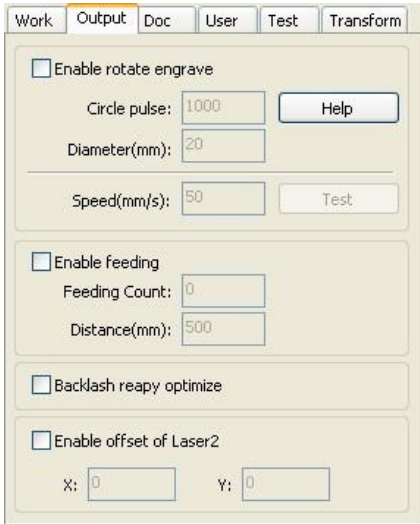 Work Output Doc User Test Transform
Enable rotate engrave
Circle pulse: 1000 Help
Diameter(mm): 20
Speed(mm/s): 50 Test
Enable feeding
Feeding Count: 0
Distance(mm): 500
Backlash reapy optimize
Enable offset of Laser2
X: 0 Y: 0